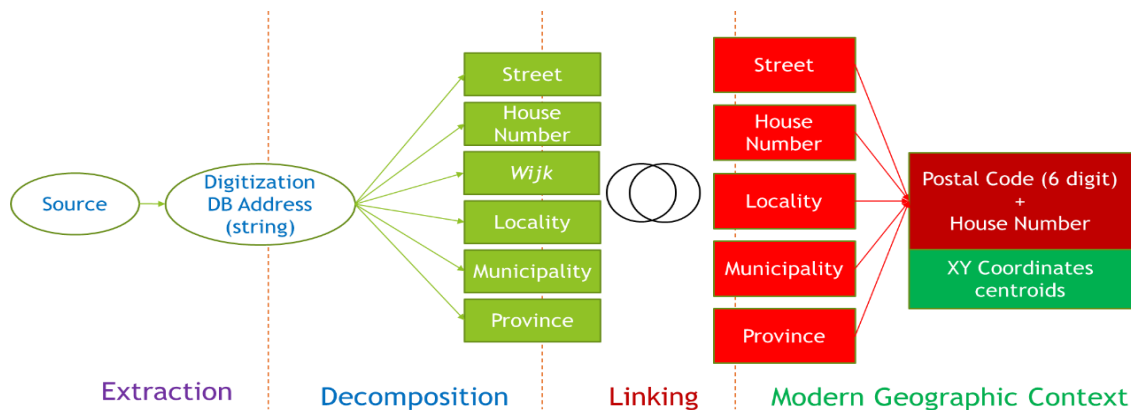 Source
Digitization
DB Address
(string)
Street
House
Number
Wijk
Locality
Municipality
Province
Street
House
Number
Locality
Municipality
Province
Postal Code (6 digit)
+
House Number
XY Coordinates
centroids
Extraction
Decomposition
Linking
Modern Geographic Context